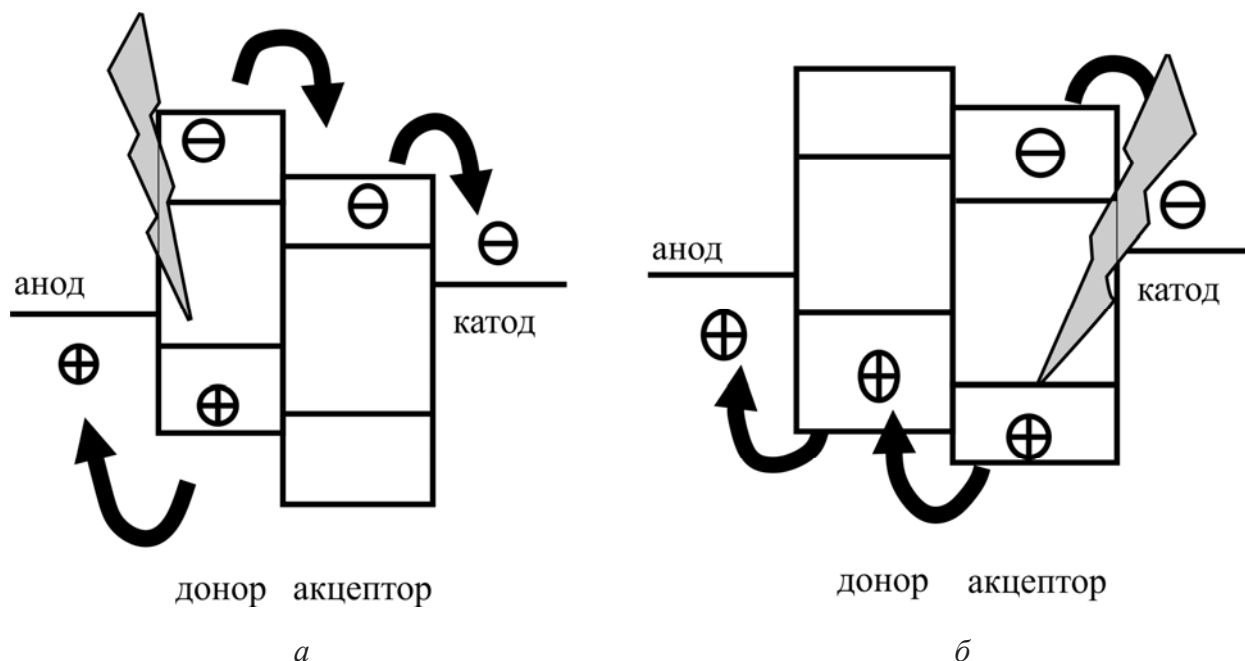 анод
катод
донор акцептор
а
анод
катод
донор акцептор
б